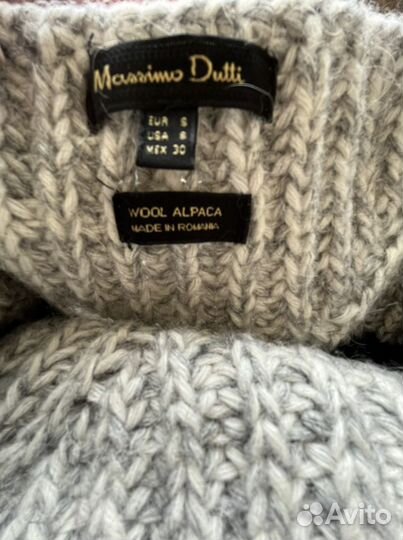 Massimo Dutti
EUR S
USA S
MEX 30
WOOL ALPACA
MADE IN ROMANIA
Avito